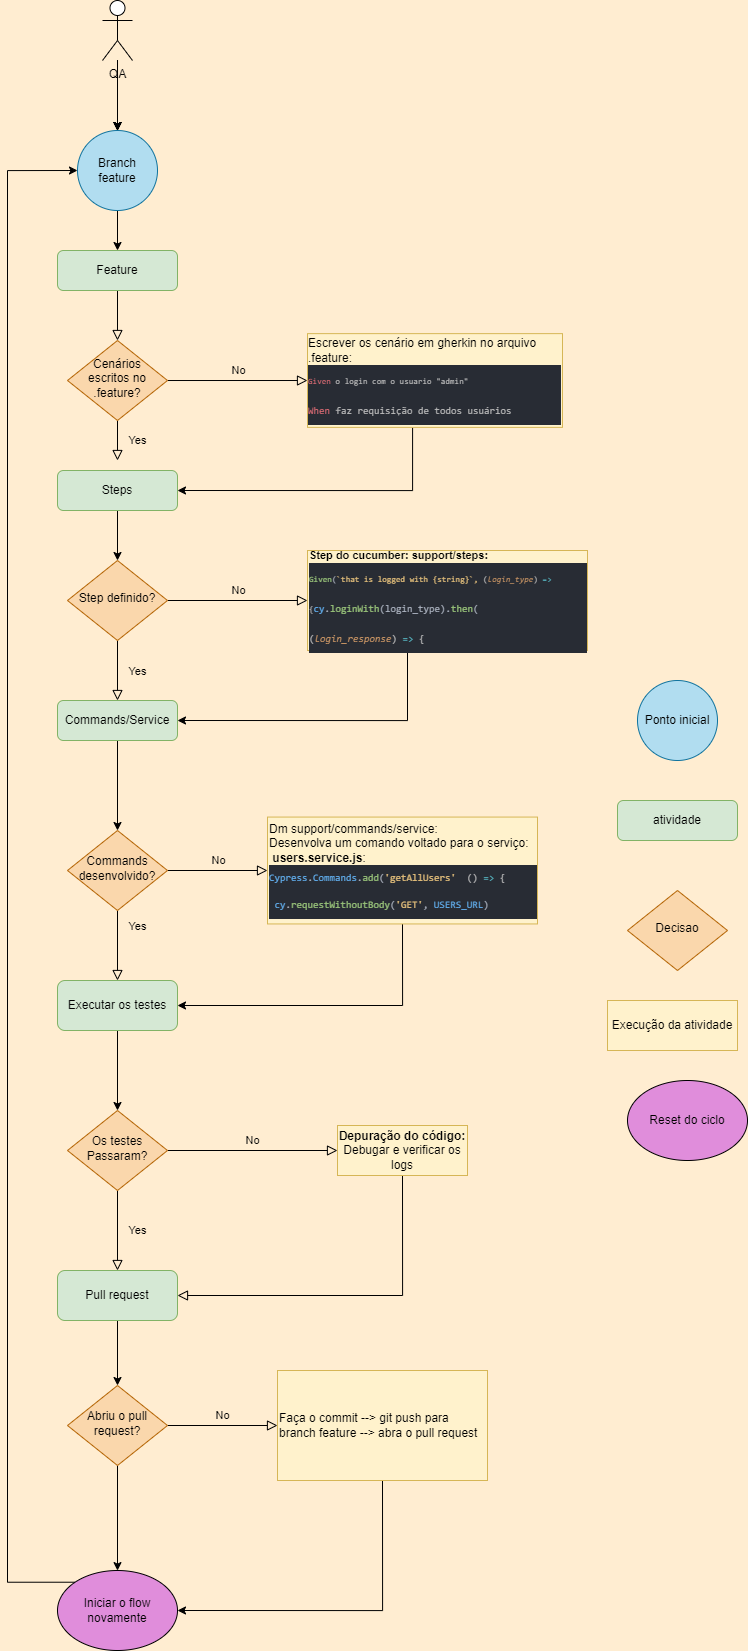 QA
Branch
feature
Feature
Cenários
escritos no
.feature?
No
Escrever os cenário em gherkin no arquivo
.feature:
Given o login com o usuario "admin"
When faz requisição de todos usuários
Yes
Steps
Step definido?
No
Step do cucumber: support/steps:
Given(`that is logged with {string}`, (login_type) =>
{cy.loginWith(login_type).then(
(login_response) => {
Yes
Commands/Service
Commands
desenvolvido?
No
Dm support/commands/service:
Desenvolva um comando voltado para o serviço:
users.service.js:
Cypress.Commands.add('getAllUsers' () => {
cy.requestWithoutBody('GET', USERS_URL)
Yes
Executar os testes
Os testes
Passaram?
No
Depuração do código:
Debugar e verificar os
logs
Yes
Pull request
Abriu o pull
request?
No
Faça o commit --> git push para
branch feature --> abra o pull request
Iniciar o flow
novamente
Ponto inicial
atividade
Decisao
Execução da atividade
Reset do ciclo